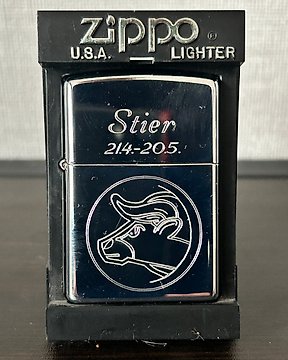 zippo®
U.S.A. LIGHTER
Stier
21.4-20.5.